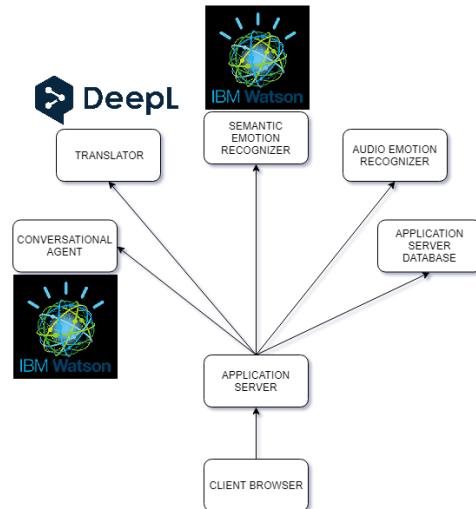 IBM Watson
DeepL
SEMANTIC
EMOTION
RECOGNIZER
TRANSLATOR
AUDIO EMOTION
RECOGNIZER
CONVERSATIONAL
AGENT
APPLICATION
SERVER
DATABASE
IBM Watson
APPLICATION
SERVER
CLIENT BROWSER